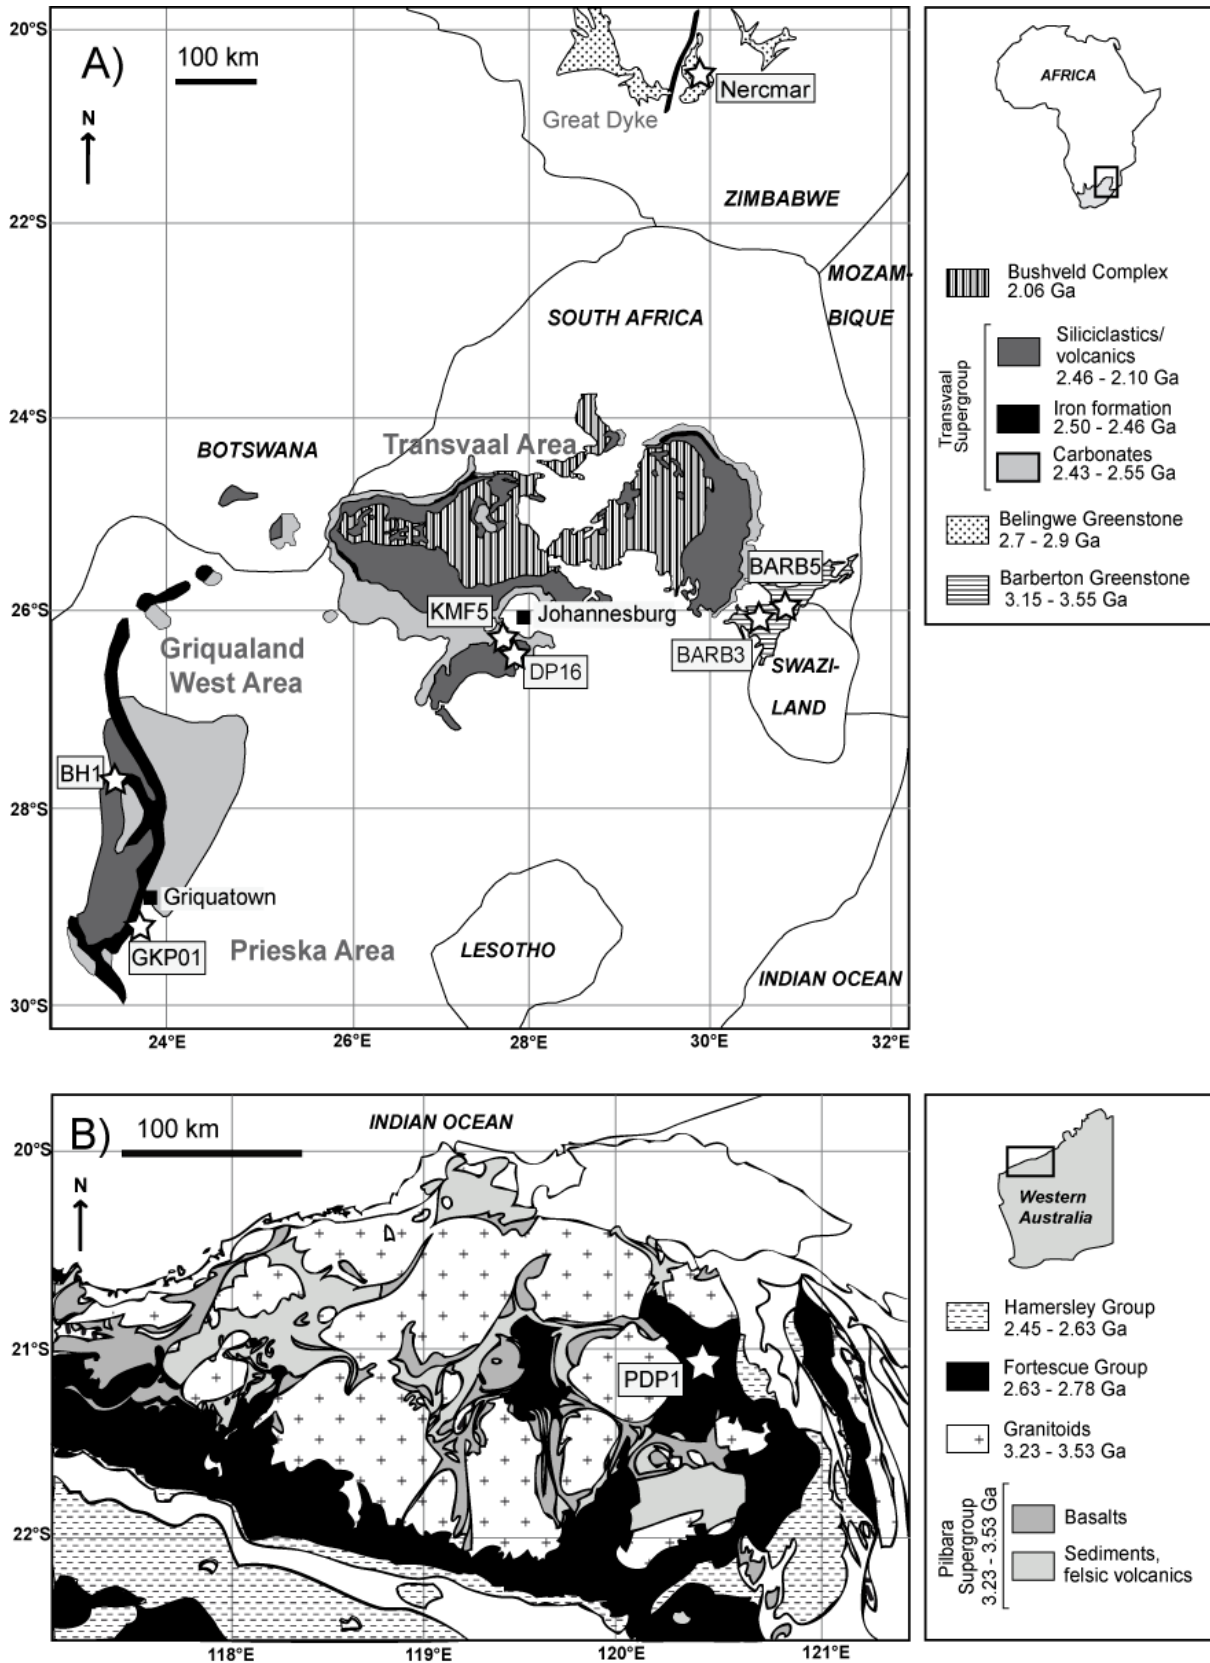 A)
100 km
N
20°S
22°S
24°S
26°S
28°S
30°S
24°E
26°E
28°E
30°E
32°E
Nercmar
Great Dyke
ZIMBABWE
MOZAM-
BIQUE
SOUTH AFRICA
BOTSWANA
Transvaal Area
BARB5
KMF5
Johannesburg
BARB3
DP16
SWAZI-
LAND
Griqualand
West Area
BH1
Griquatown
GKP01
Prieska Area
LESOTHO
INDIAN OCEAN
AFRICA
Bushveld Complex
2.06 Ga
Transvaal
Supergroup
Siliciclastics/
volcanics
2.46 - 2.10 Ga
Iron formation
2.50 - 2.46 Ga
Carbonates
2.43 - 2.55 Ga
Belingwe Greenstone
2.7 - 2.9 Ga
Barberton Greenstone
3.15 - 3.55 Ga
B)
100 km
N
INDIAN OCEAN
20°S
21°S
22°S
118°E
119°E
120°E
121°E
PDP1
Western
Australia
Hamersley Group
2.45 - 2.63 Ga
Fortescue Group
2.63 - 2.78 Ga
Granitoids
3.23 - 3.53 Ga
Pilbara
Supergroup
3.23 - 3.53 Ga
Basalts
Sediments,
felsic volcanics